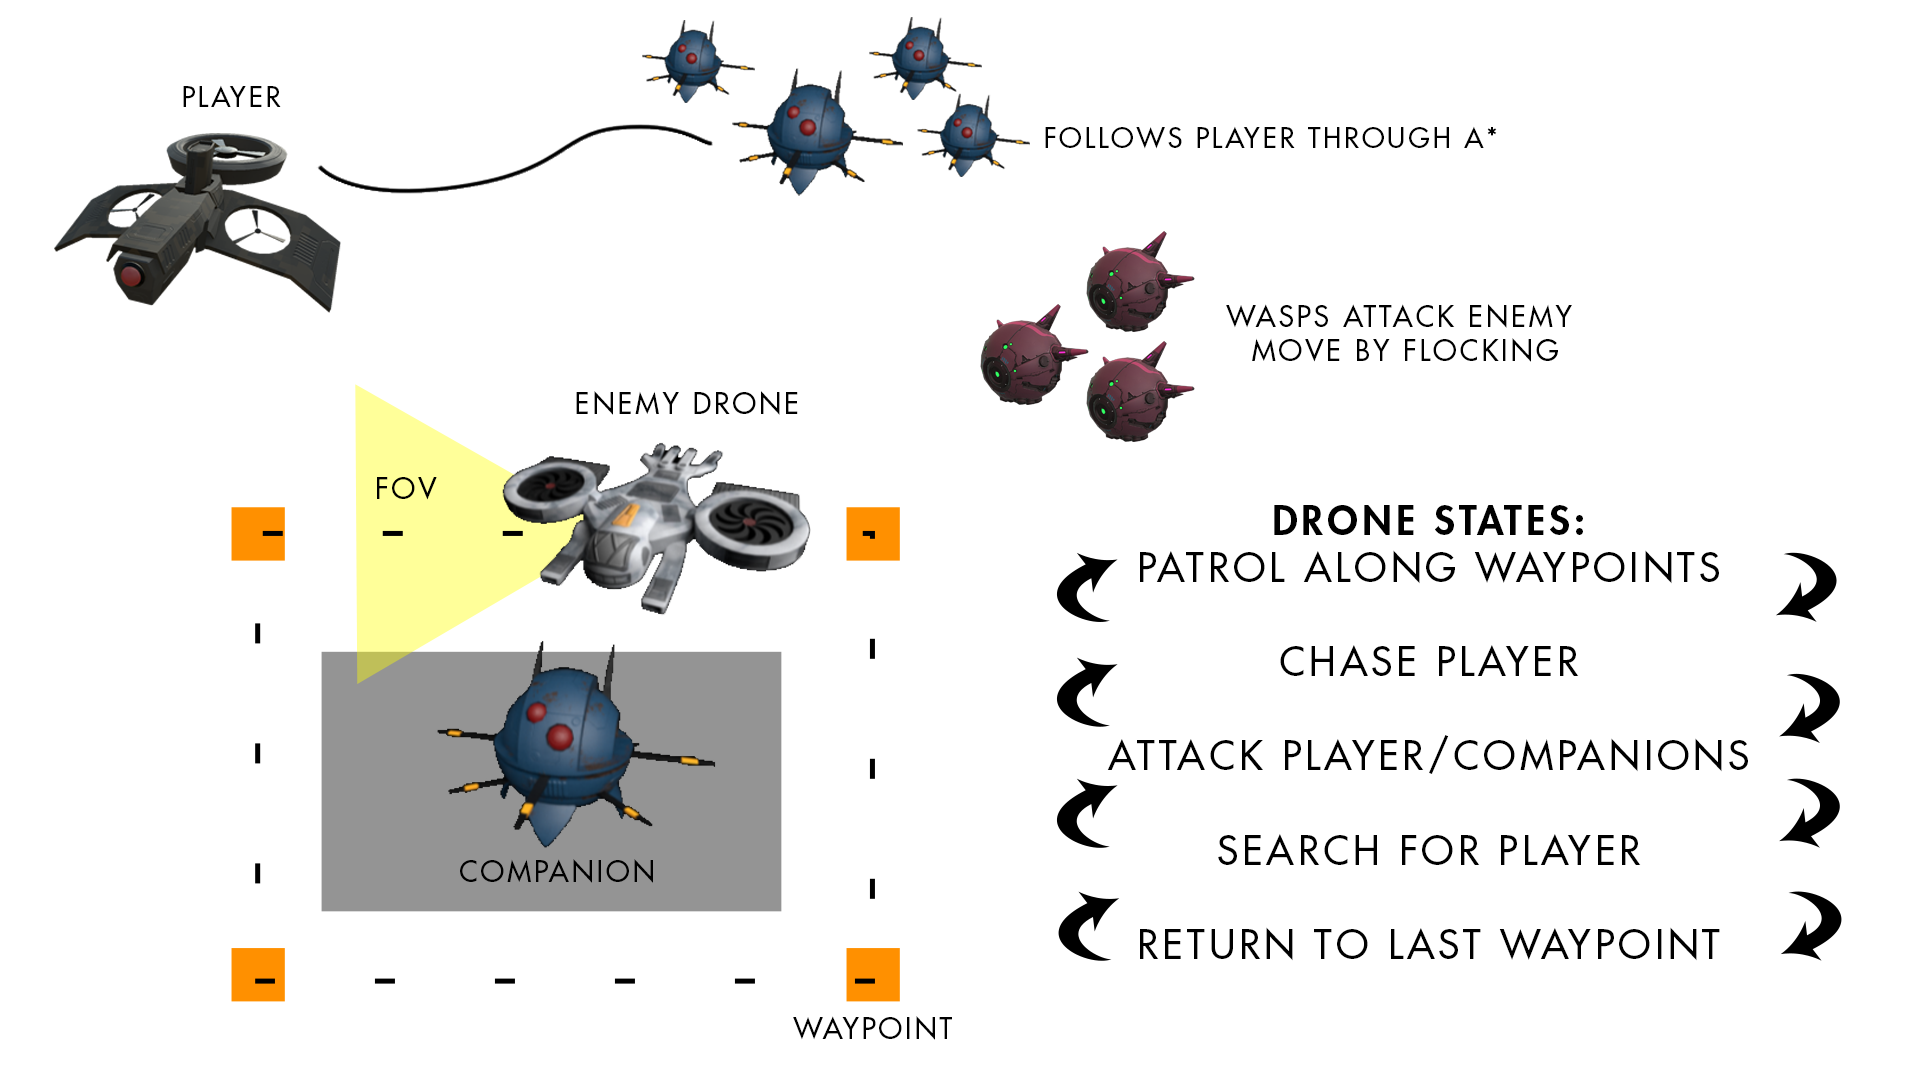 PLAYER
FOLLOWS PLAYER THROUGH A*
WASPS ATTACK ENEMY
MOVE BY FLOCKING
ENEMY DRONE
FOV
COMPANION
WAYPOINT
DRONE STATES:
PATROL ALONG WAYPOINTS
CHASE PLAYER
ATTACK PLAYER/COMPANIONS
SEARCH FOR PLAYER
RETURN TO LAST WAYPOINT